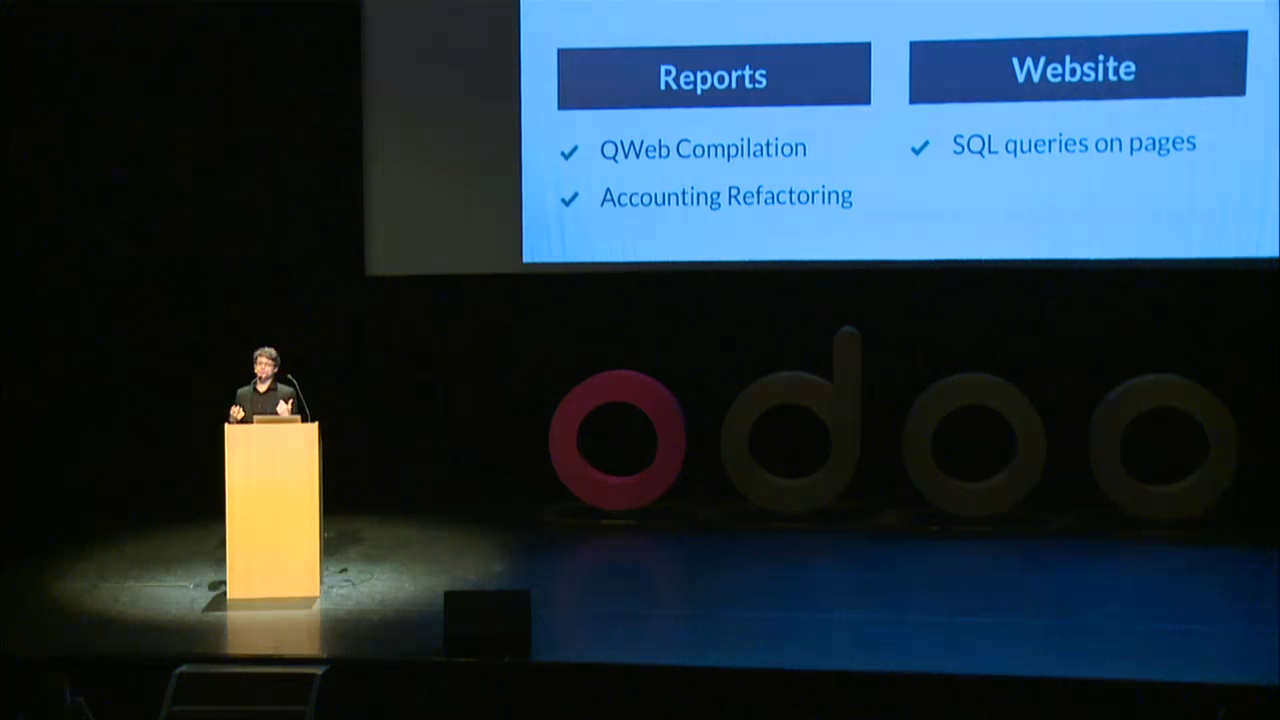 Reports
QWeb Compilation
Accounting Refactoring
Website
SQL queries on pages
odoo